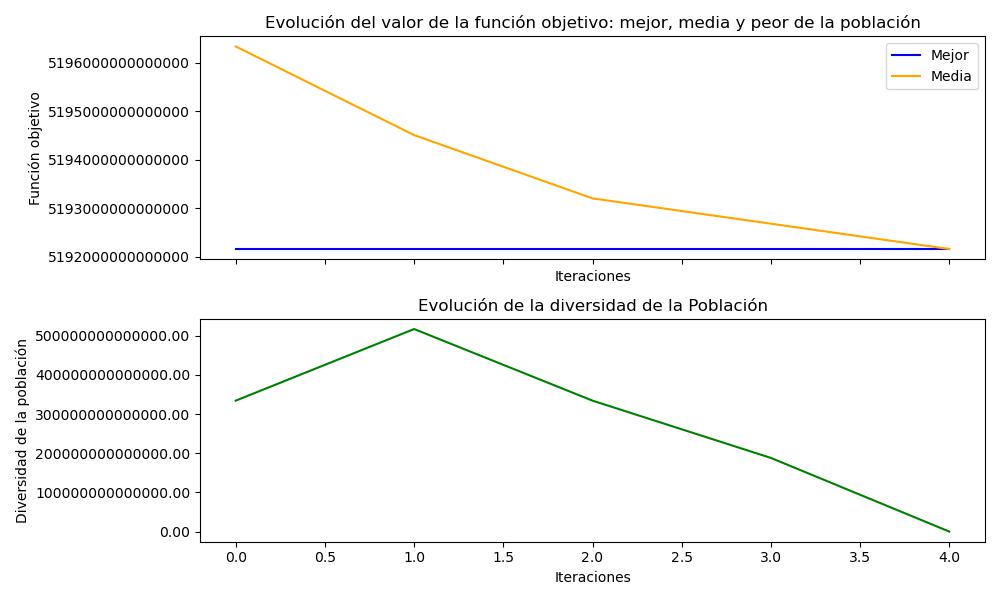 Evolución del valor de la función objetivo: mejor, media y peor de la población
Mejor
Media
Función objetivo
5196000000000000
5195000000000000
5194000000000000
5193000000000000
5192000000000000
Iteraciones
Evolución de la diversidad de la Población
Diversidad de la población
500000000000000.00
400000000000000.00
300000000000000.00
200000000000000.00
100000000000000.00
0.00
0.0 0.5 1.0 1.5 2.0 2.5 3.0 3.5 4.0
Iteraciones